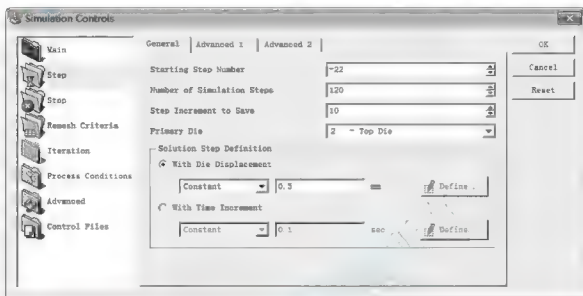 Simulation Controls
Main
Step
Stop
Remesh Criteria
Iteration
Process Conditions
Advanced
Control Files
General Advanced 1 Advanced 2
Starting Step Number -22
Number of Simulation Steps 120
Step Increment to Save 10
Primary Die 2 - Top Die
Solution Step Definition
With Die Displacement
Constant 0.5 mm Define .
With Time Increment
Constant 0.1 sec Define
OK
Cancel
Reset